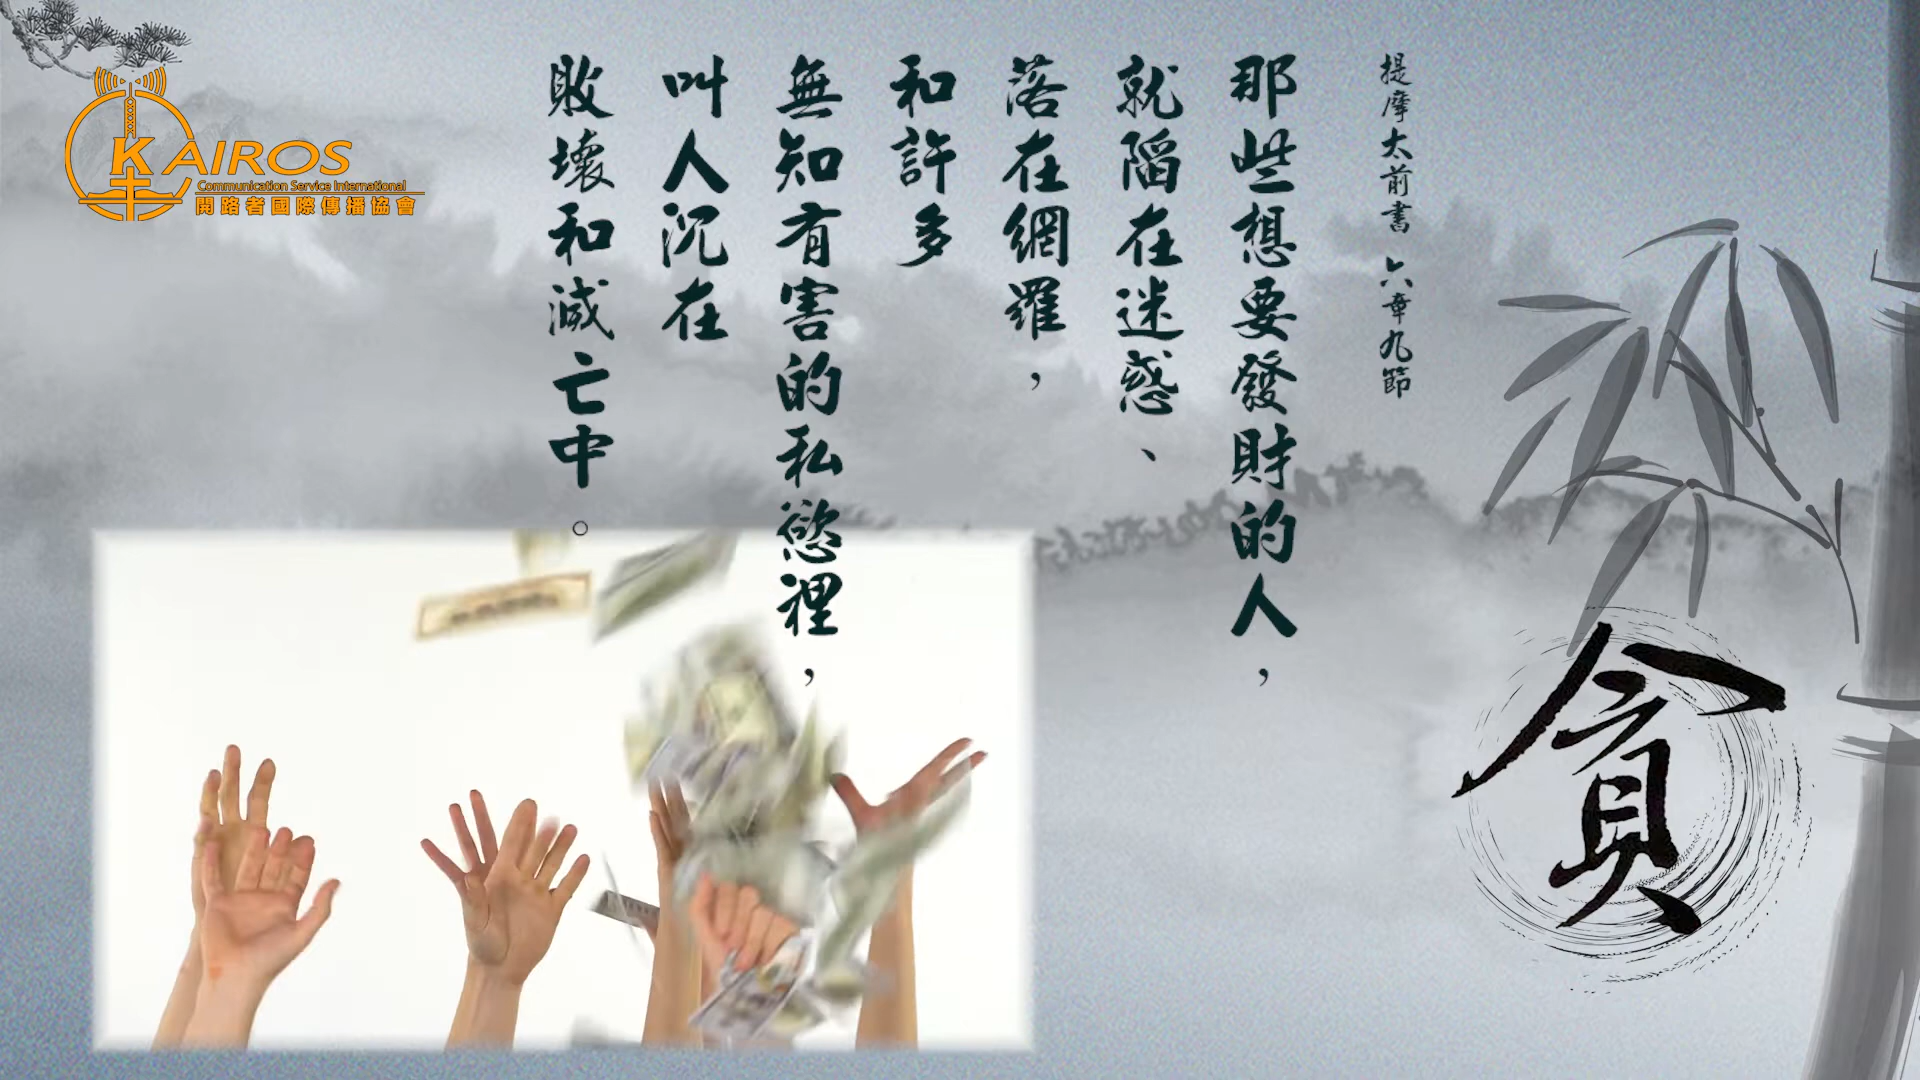 KAIROS
Communication Service International
開路者國際傳播協會
提摩太前書 六章九節
那些想要發財的人，
就陷在迷惑、
落在網羅，
和許多
無知有害的私慾裡，
叫人沉在
敗壞和滅亡中。
貪